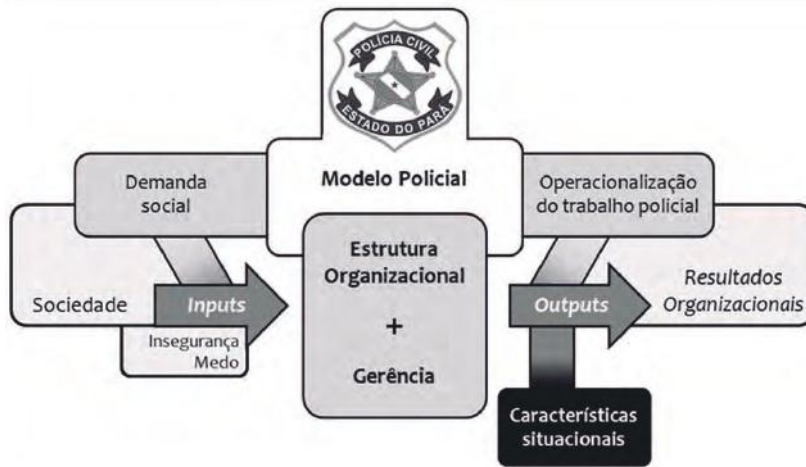 POLÍCIA CIVIL
ESTADO DO PARÁ
Modelo Policial
Demanda
social
Operacionalização
do trabalho policial
Estrutura
Organizacional
+
Gerência
Sociedade
Inputs
Insegurança
Medo
Outputs
Resultados
Organizacionais
Características
situacionais